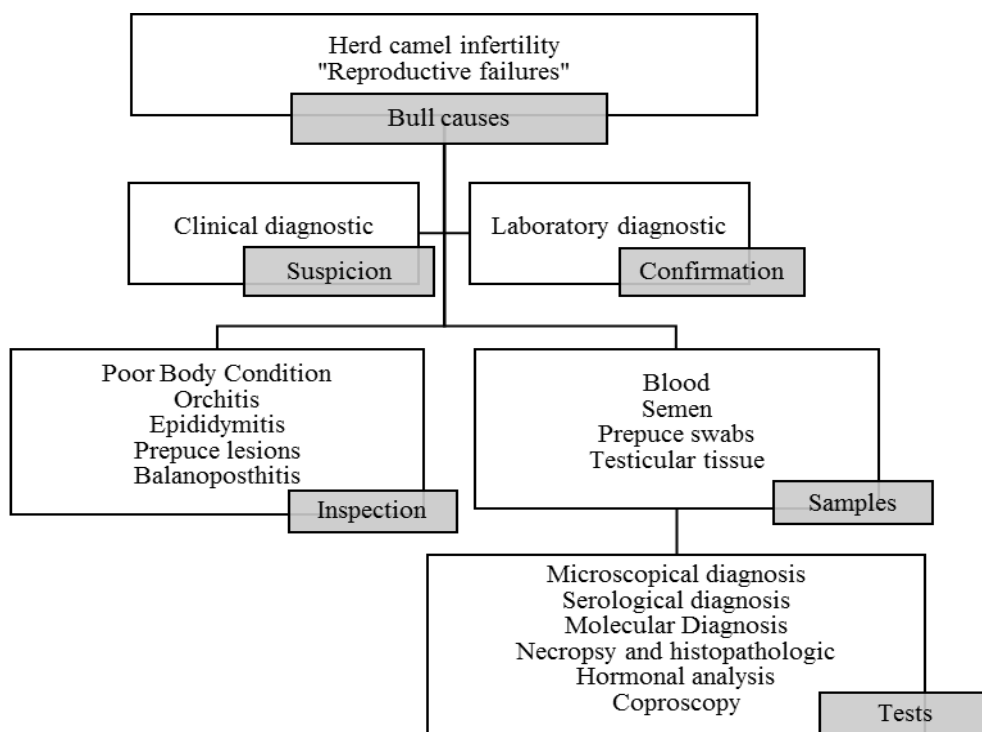 Herd camel infertility
"Reproductive failures"
Bull causes
Clinical diagnostic
Suspicion
Laboratory diagnostic
Confirmation
Poor Body Condition
Orchitis
Epididymitis
Prepuce lesions
Balanoposthitis
Inspection
Blood
Semen
Prepuce swabs
Testicular tissue
Samples
Microscopical diagnosis
Serological diagnosis
Molecular Diagnosis
Necropsy and histopathologic
Hormonal analysis
Coproscopy
Tests